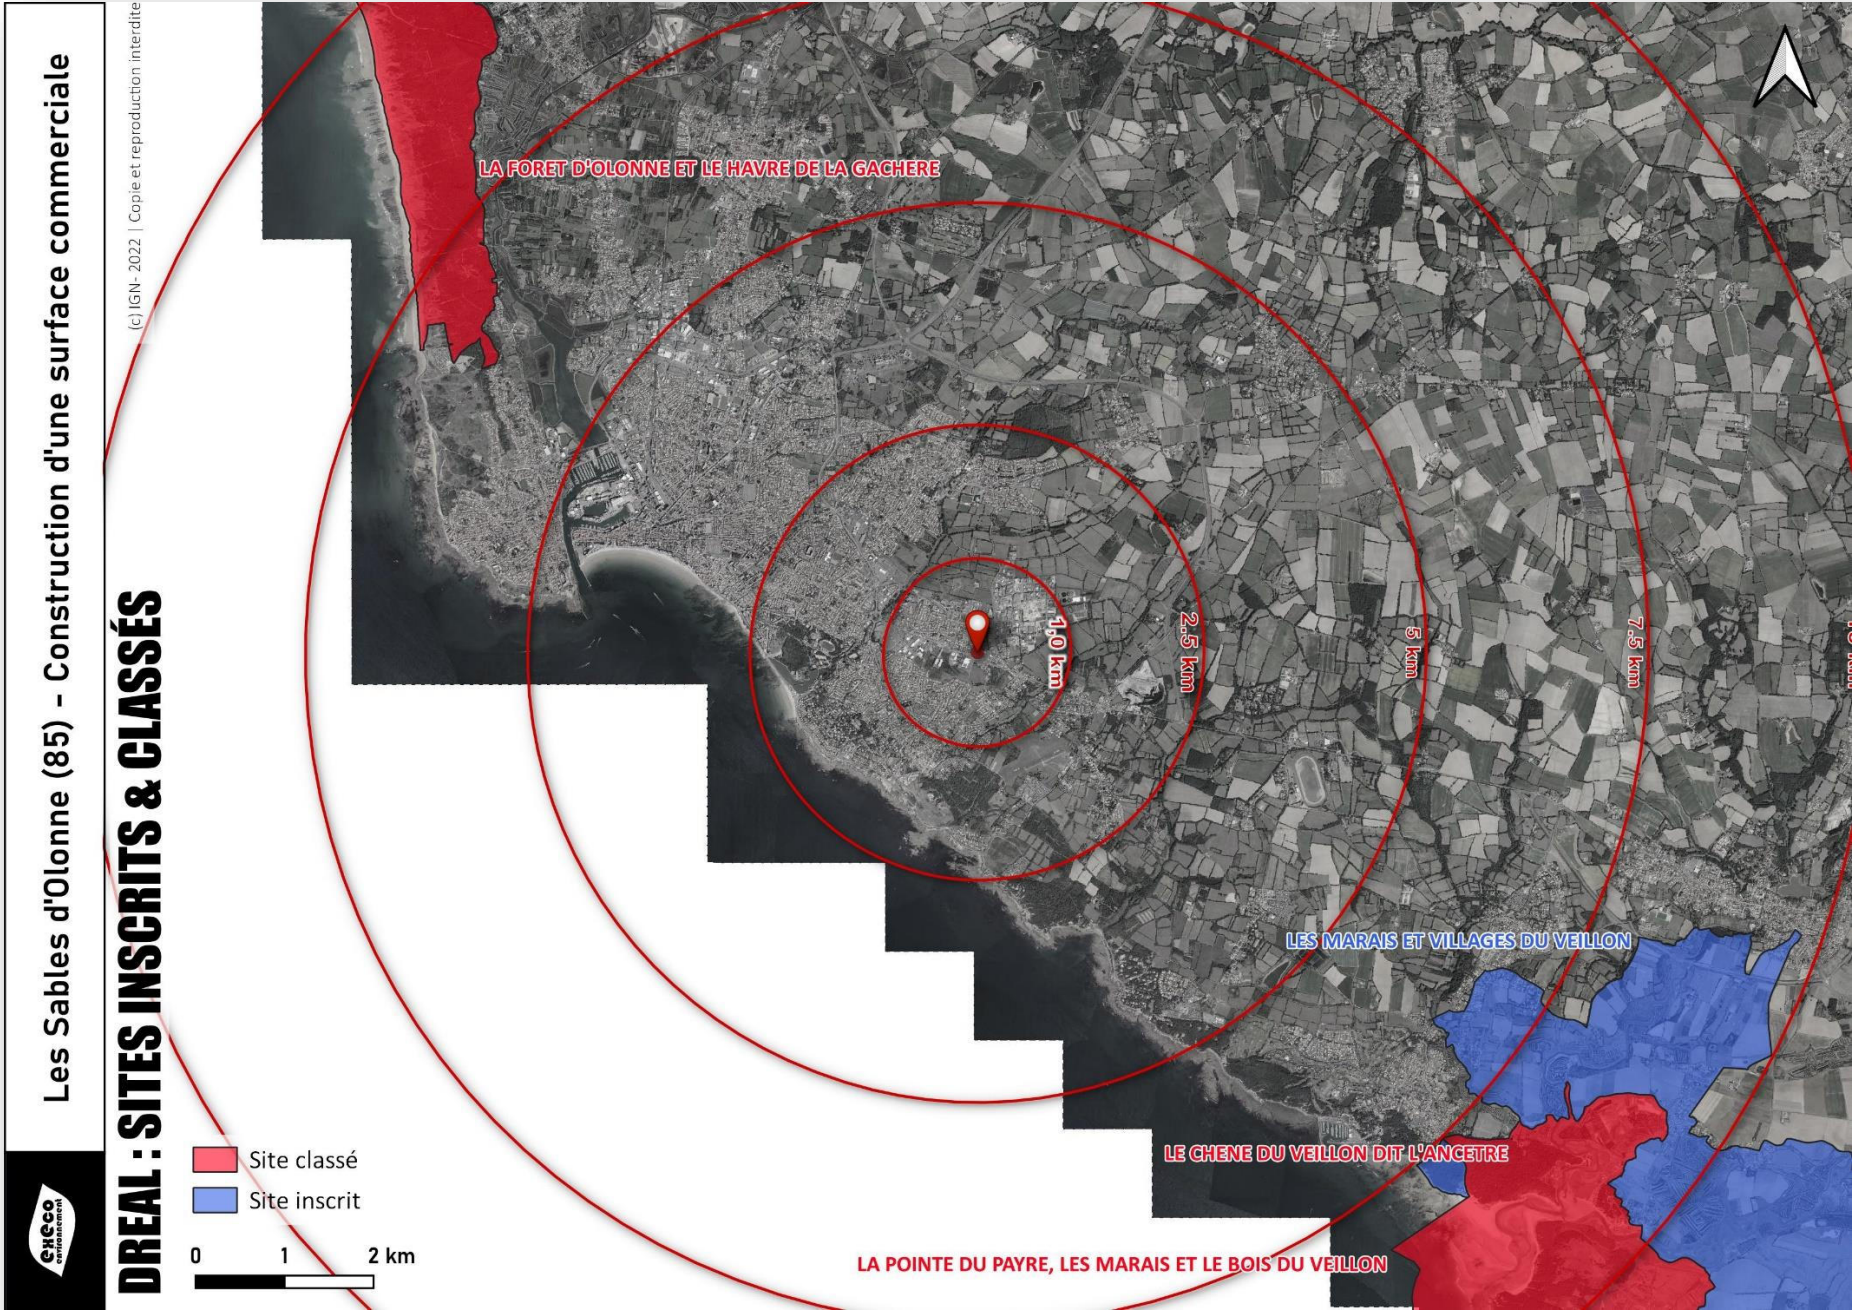 Les Sables d'Olonne (85) - Construction d'une surface commerciale
(c) IGN- 2022 | Copie et reproduction interdite
DREAL : SITES INSCRITS & CLASSÉS
LA FORET D'OLONNE ET LE HAVRE DE LA GACHERE
1,0 km
2.5 km
5 km
7.5 km
LES MARAIS ET VILLAGES DU VEILLON
LE CHENE DU VEILLON DIT L'ANCETRE
LA POINTE DU PAYRE, LES MARAIS ET LE BOIS DU VEILLON
Site classé
Site inscrit
0 1 2 km
execo
environnement